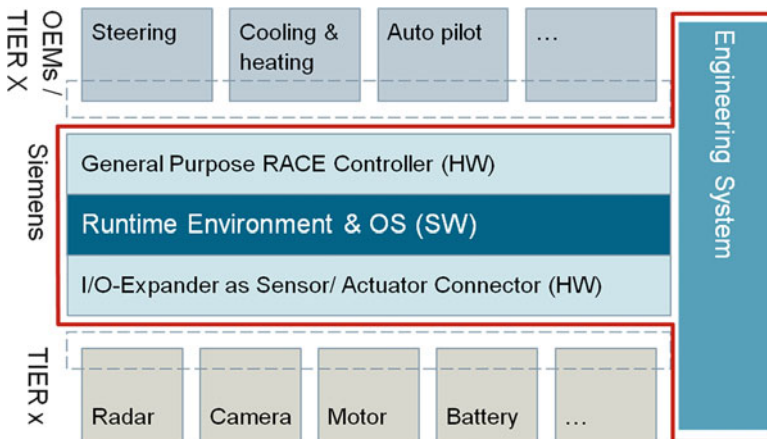 OEMs /
TIER X
Steering
Cooling &
heating
Auto pilot
...
Engineering System
Siemens
General Purpose RACE Controller (HW)
Runtime Environment & OS (SW)
I/O-Expander as Sensor/ Actuator Connector (HW)
TIER x
Radar
Camera
Motor
Battery
...